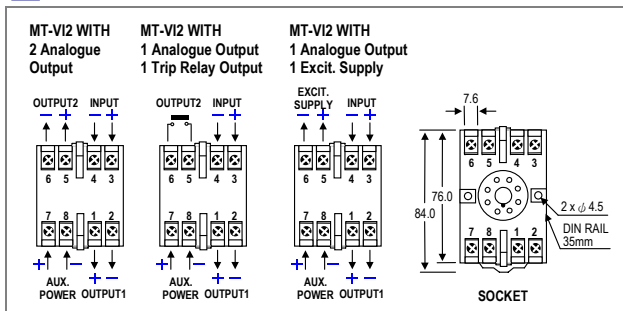 MT-VI2 WITH
2 Analogue
Output
MT-VI2 WITH
1 Analogue Output
1 Trip Relay Output
MT-VI2 WITH
1 Analogue Output
1 Excit. Supply
OUTPUT2 INPUT
− + − +
6 5 4 3
7 8 1 2
+ − + −
AUX.
POWER OUTPUT1
OUTPUT2 INPUT
− +
6 5 4 3
7 8 1 2
+ − + −
AUX.
POWER OUTPUT1
EXCIT.
SUPPLY INPUT
− + − +
6 5 4 3
7 8 1 2
+ − + −
AUX.
POWER OUTPUT1
7.6
6 5 4 3
76.0
84.0
2 x ϕ 4.5
DIN RAIL
35mm
7 8 1 2
SOCKET